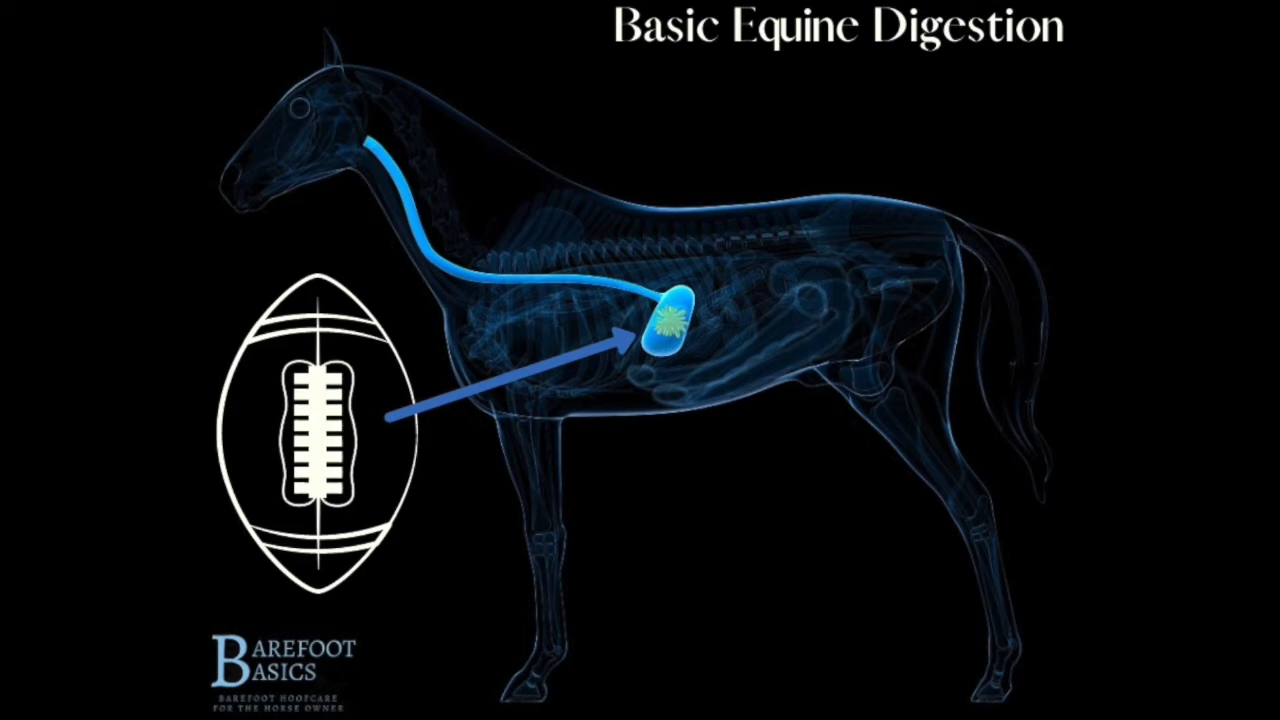 Basic Equine Digestion
BAREFOOT
BASICS
BAREFOOT HOOFCARE
FOR THE HORSE OWNER